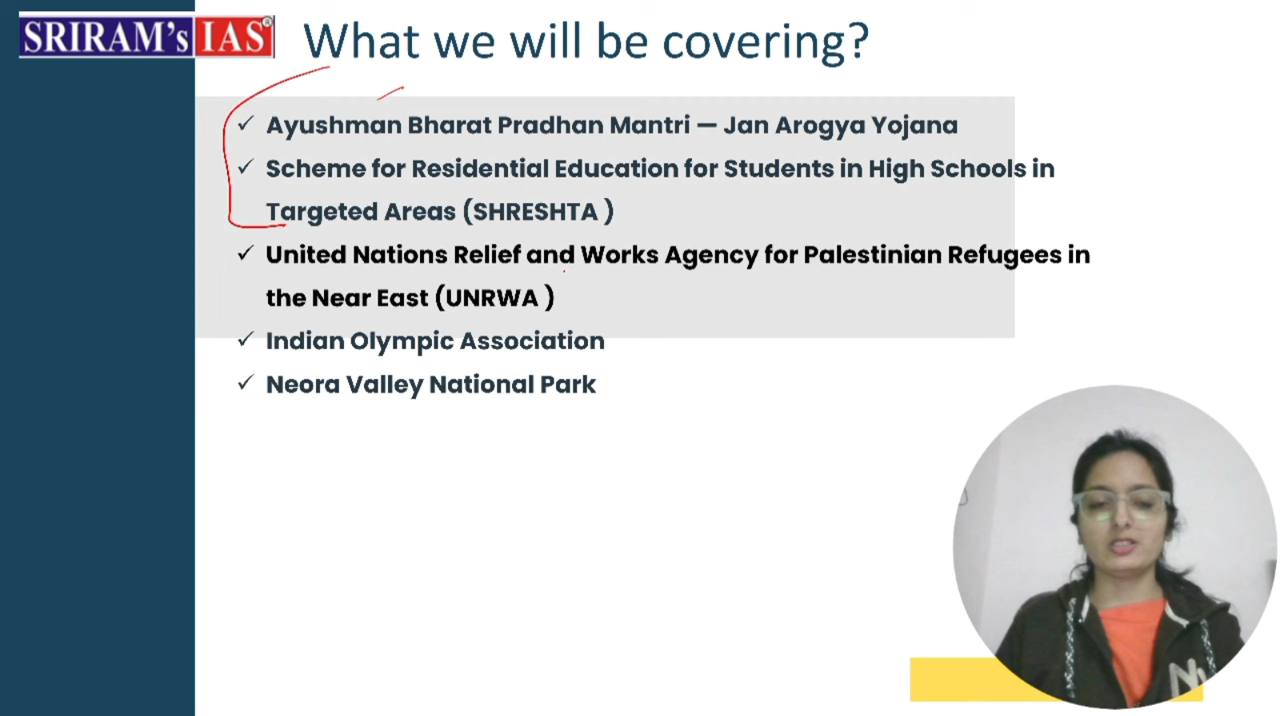 SRIRAM's IAS®
What we will be covering?
✓ Ayushman Bharat Pradhan Mantri — Jan Arogya Yojana
✓ Scheme for Residential Education for Students in High Schools in
Targeted Areas (SHRESHTA )
✓ United Nations Relief and Works Agency for Palestinian Refugees in
the Near East (UNRWA )
✓ Indian Olympic Association
✓ Neora Valley National Park